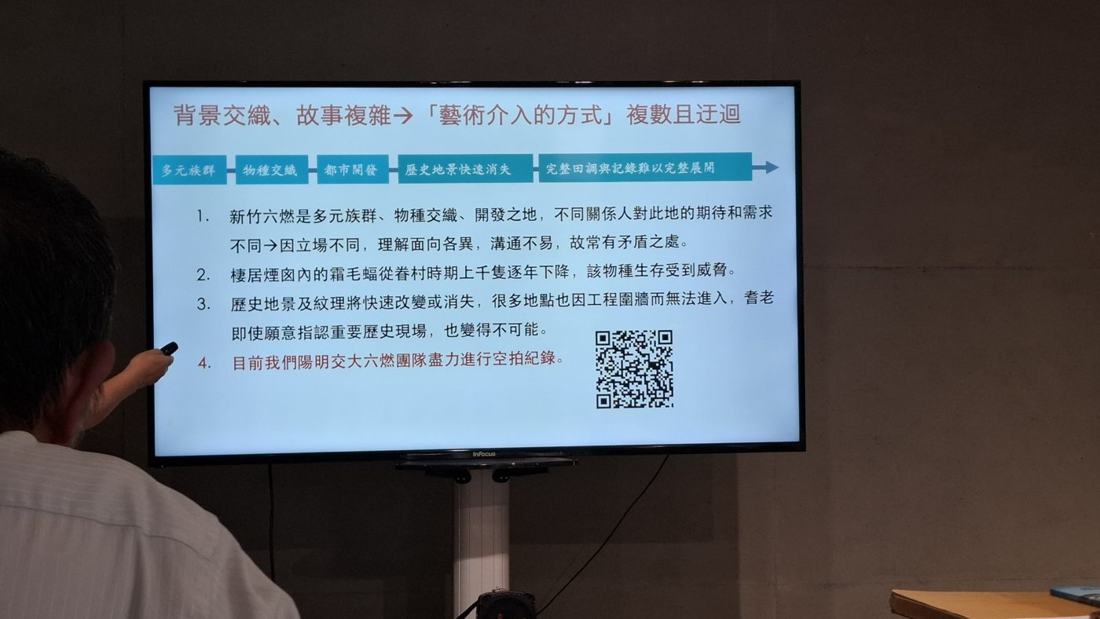 背景交織、故事複雜→「藝術介入的方式」複數且迂迴
多元族群
物種交織
都市開發
歷史地景快速消失
完整田調與記錄難以完整展開
1. 新竹六燃是多元族群、物種交織、開發之地，不同關係人對此地的期待和需求
不同→因立場不同，理解面向各異，溝通不易，故常有矛盾之處。
2. 棲居煙囪內的霜毛蝠從眷村時期上千隻逐年下降，該物種生存受到威脅。
3. 歷史地景及紋理將快速改變或消失，很多地點也因工程圍牆而無法進入，耆老
即使願意指認重要歷史現場，也變得不可能。
4. 目前我們陽明交大六燃團隊盡力進行空拍紀錄。
InFocus